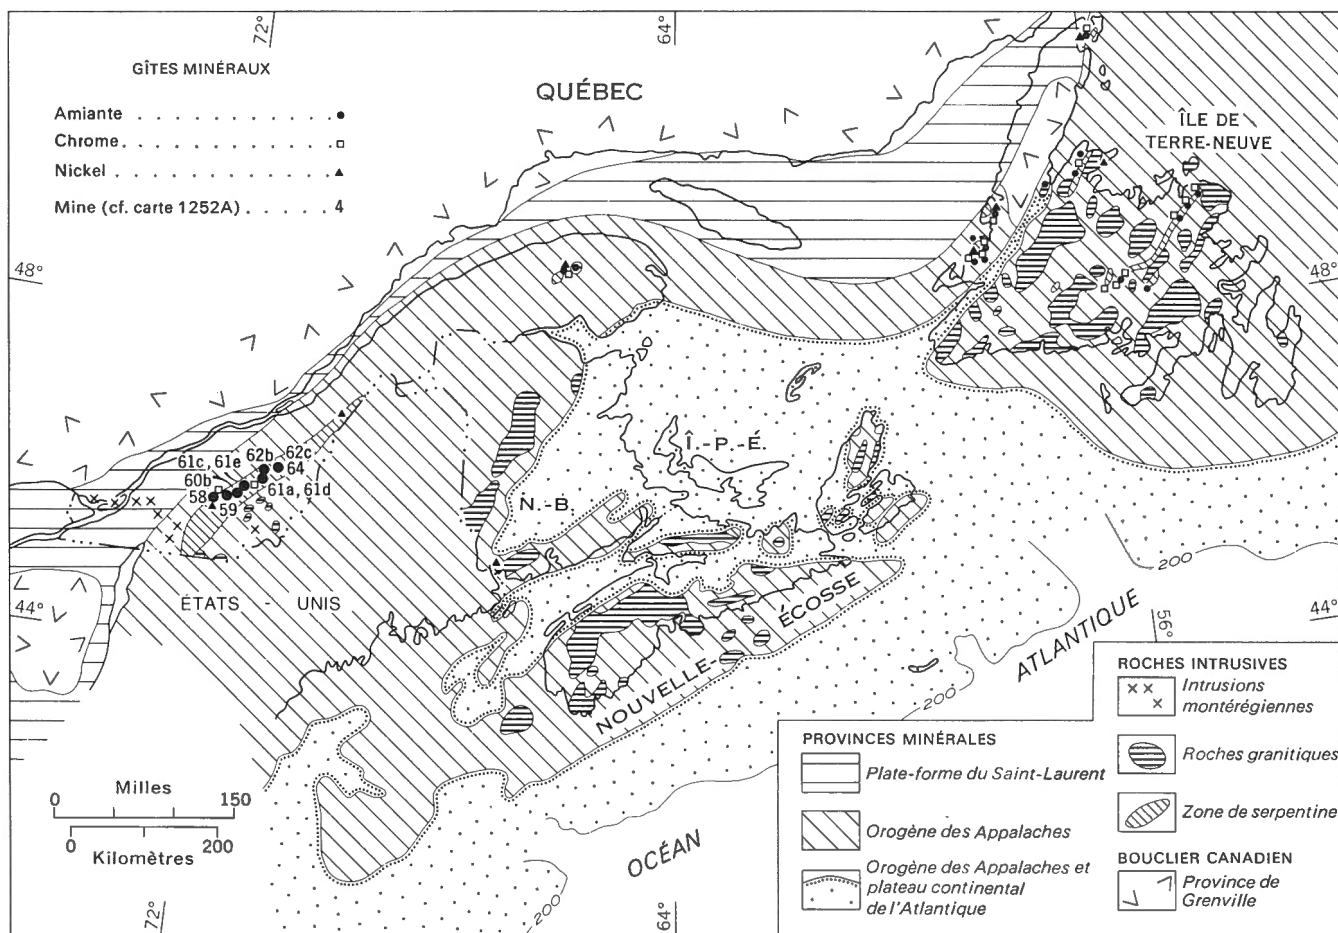 72°
64°
GÎTES MINÉRAUX
Amiante . . . . . . . . . . . . . . . . . ●
Chrome. . . . . . . . . . . . . . . . . . □
Nickel . . . . . . . . . . . . . . . . . . ▲
Mine (cf. carte 1252A) . . . . . 4
QUÉBEC
ÎLE DE
TERRE-NEUVE
48°
48°
61c, 61e
62b
62c
60b
64
58
61a, 61d
59
Î.-P.-É.
N.-B.
ÉTATS - UNIS
44°
44°
56°
NOUVELLE-ÉCOSSE
OCÉAN
ATLANTIQUE
200
200
200
Milles
0 150
0 200
Kilomètres
72°
64°
PROVINCES MINÉRALES
Plate-forme du Saint-Laurent
Orogène des Appalaches
Orogène des Appalaches et
plateau continental
de l'Atlantique
ROCHES INTRUSIVES
Intrusions
montérégiennes
Roches granitiques
Zone de serpentine
BOUCLIER CANADIEN
Province de
Grenville